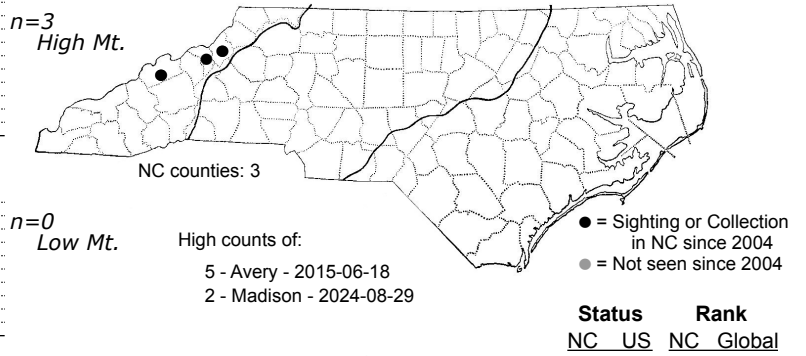 n=3
High Mt.
NC counties: 3
n=0
Low Mt.
High counts of:
5 - Avery - 2015-06-18
2 - Madison - 2024-08-29
= Sighting or Collection
in NC since 2004
= Not seen since 2004
Status Rank
NC US NC Global